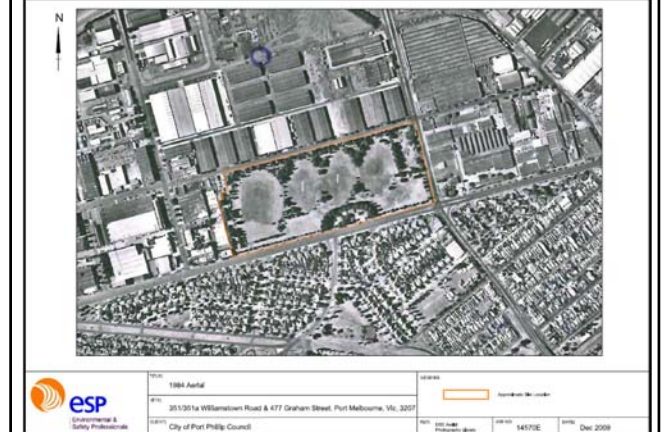 N
1984 Aerial
351/351a Williamstown Road & 477 Graham Street, Port Melbourne, Vic, 3207
City of Port Phillip Council
esp
Environmental &
Safety Professionals
Approximate Site Location
14570E
Dec 2009